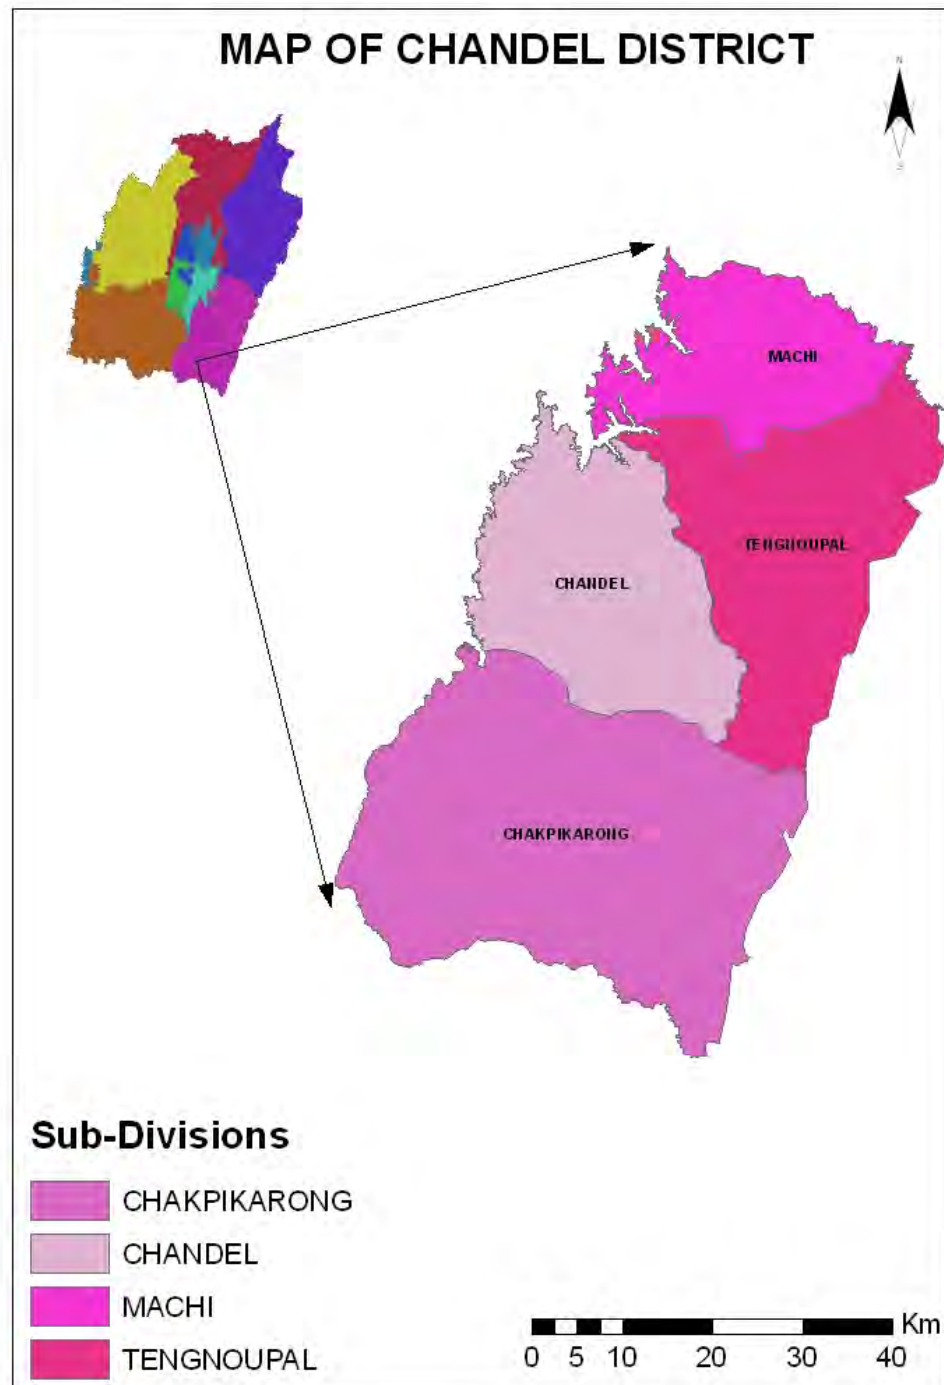 MAP OF CHANDEL DISTRICT
N
S
MACHI
TENGNOUPAL
CHANDEL
CHAKPIKARONG
Sub-Divisions
CHAKPIKARONG
CHANDEL
MACHI
TENGNOUPAL
Km
0 5 10 20 30 40